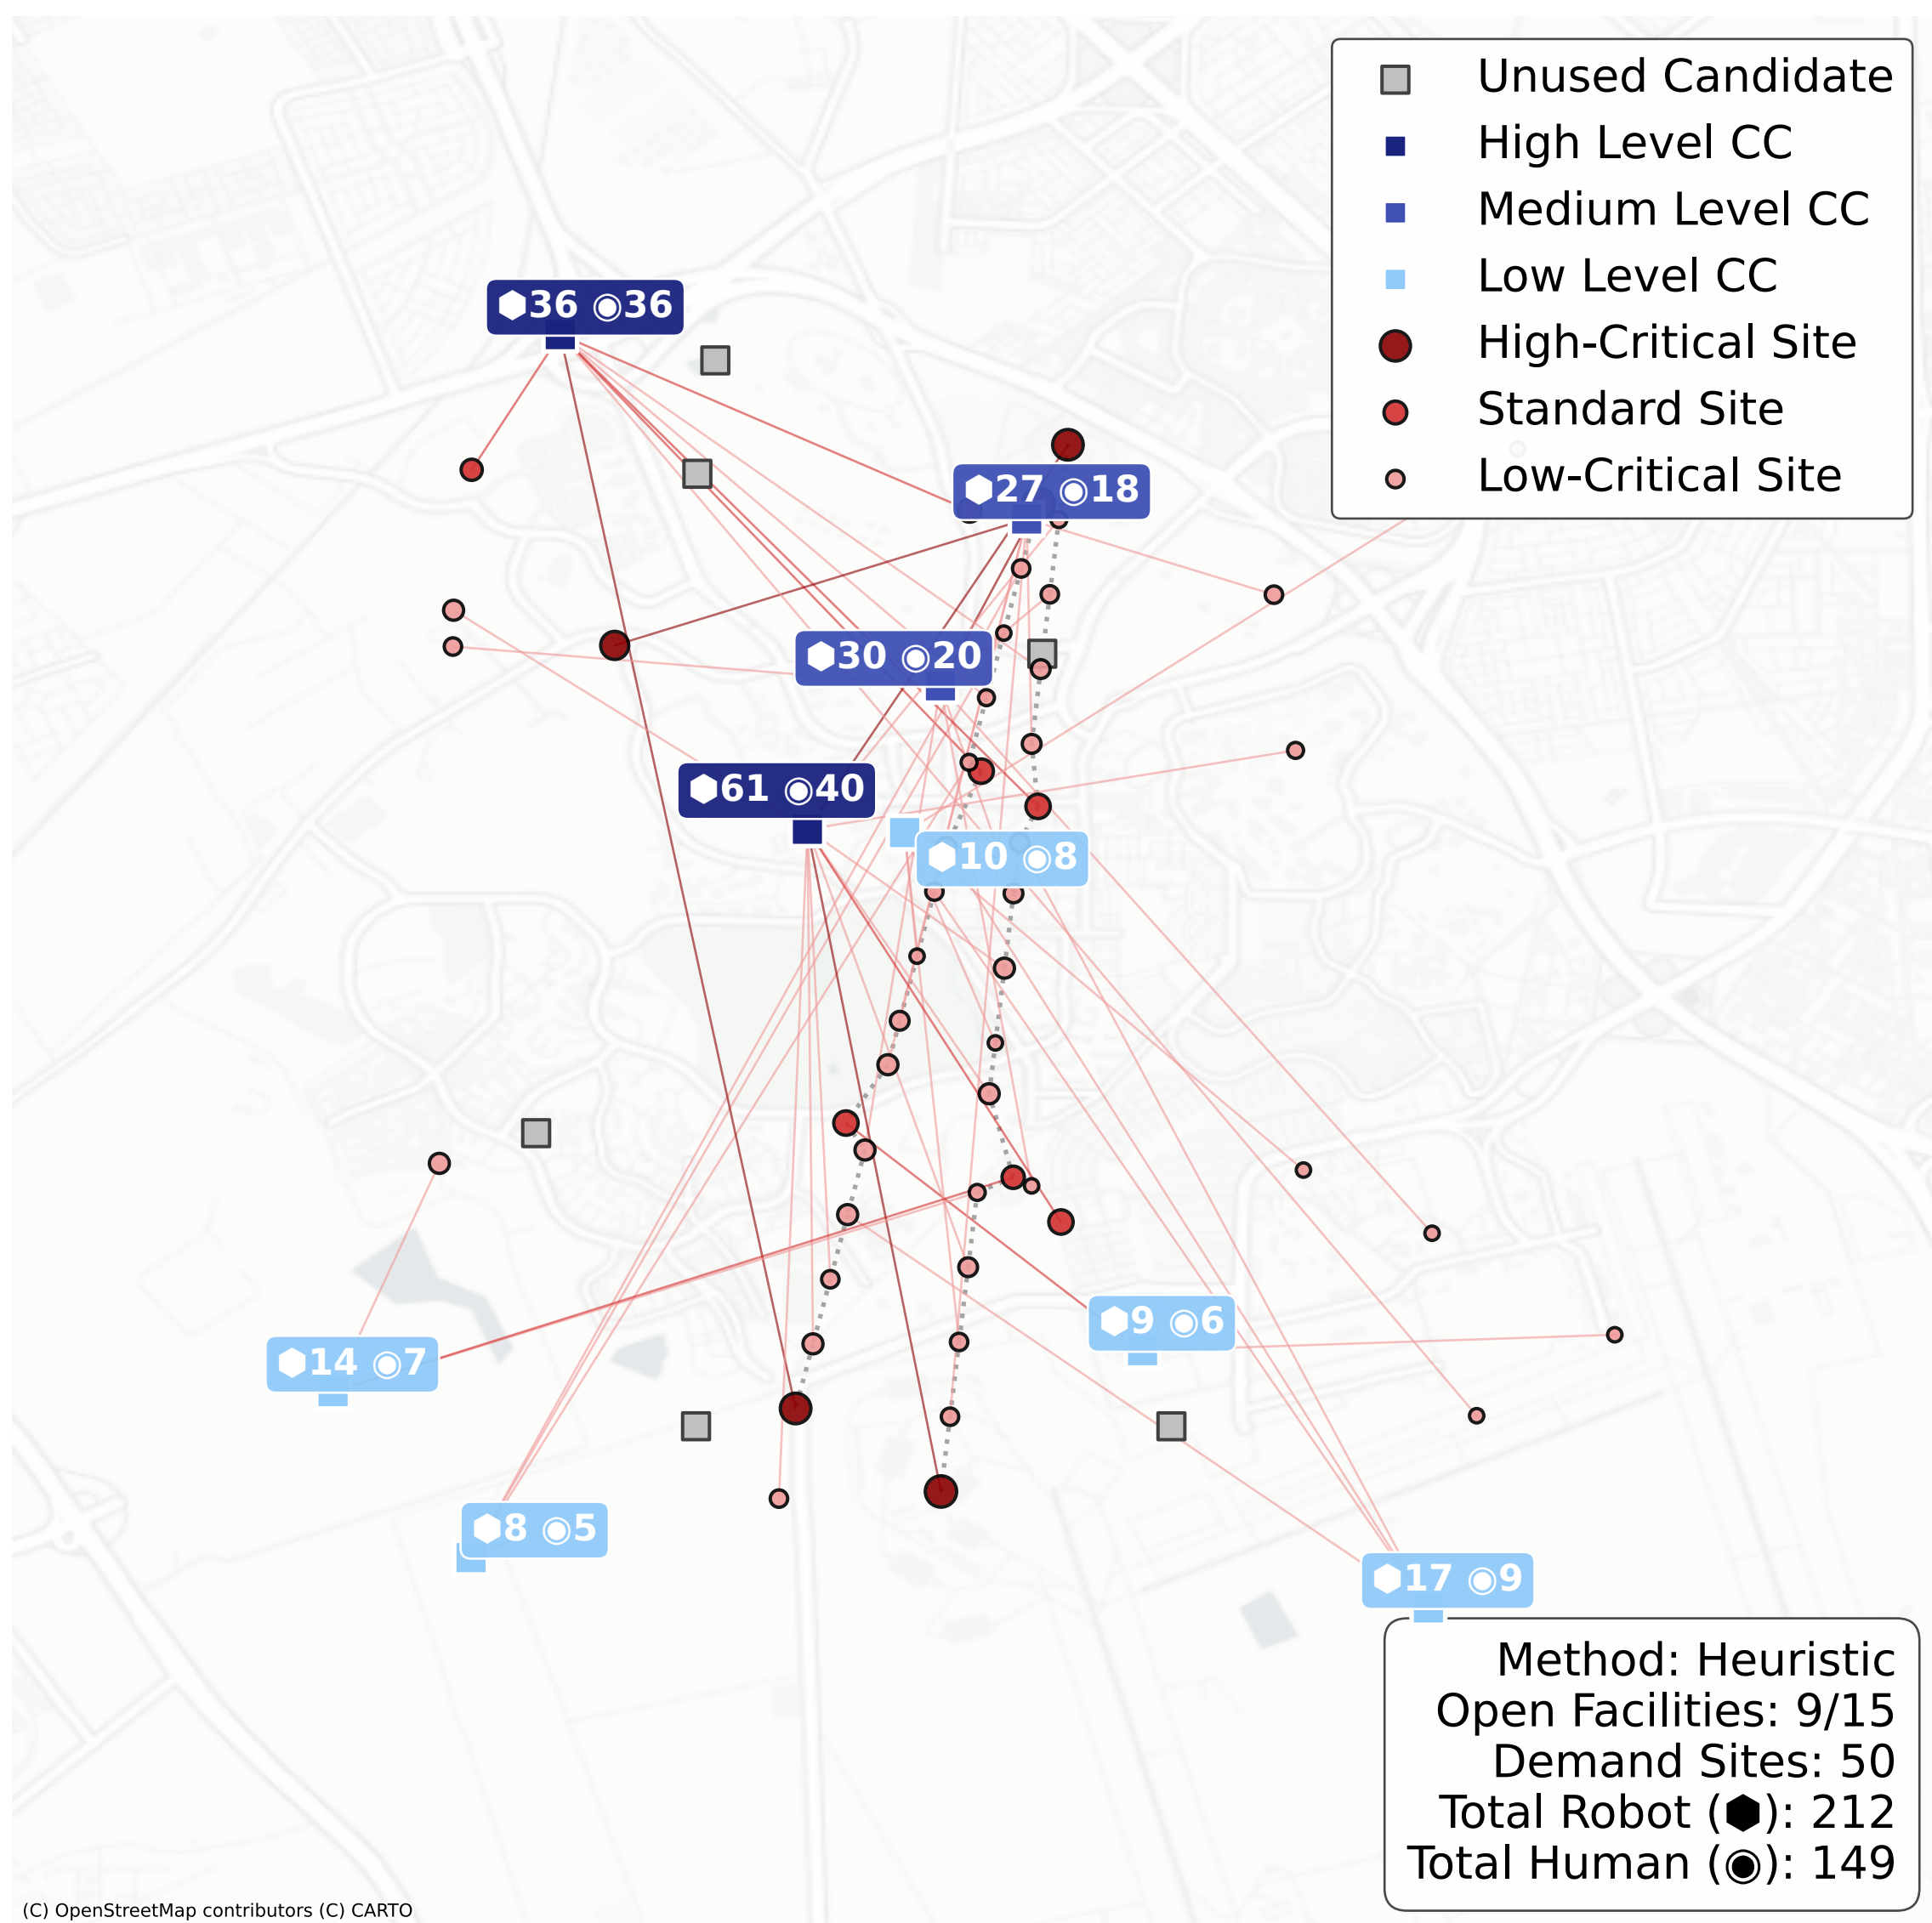 Unused Candidate
High Level CC
Medium Level CC
Low Level CC
High-Critical Site
Standard Site
Low-Critical Site
⬢36 ◉36
⬢27 ◉18
⬢30 ◉20
⬢61 ◉40
⬢10 ◉8
⬢9 ◉6
⬢14 ◉7
⬢8 ◉5
⬢17 ◉9
Method: Heuristic
Open Facilities: 9/15
Demand Sites: 50
Total Robot (⬢): 212
Total Human (◉): 149
(C) OpenStreetMap contributors (C) CARTO